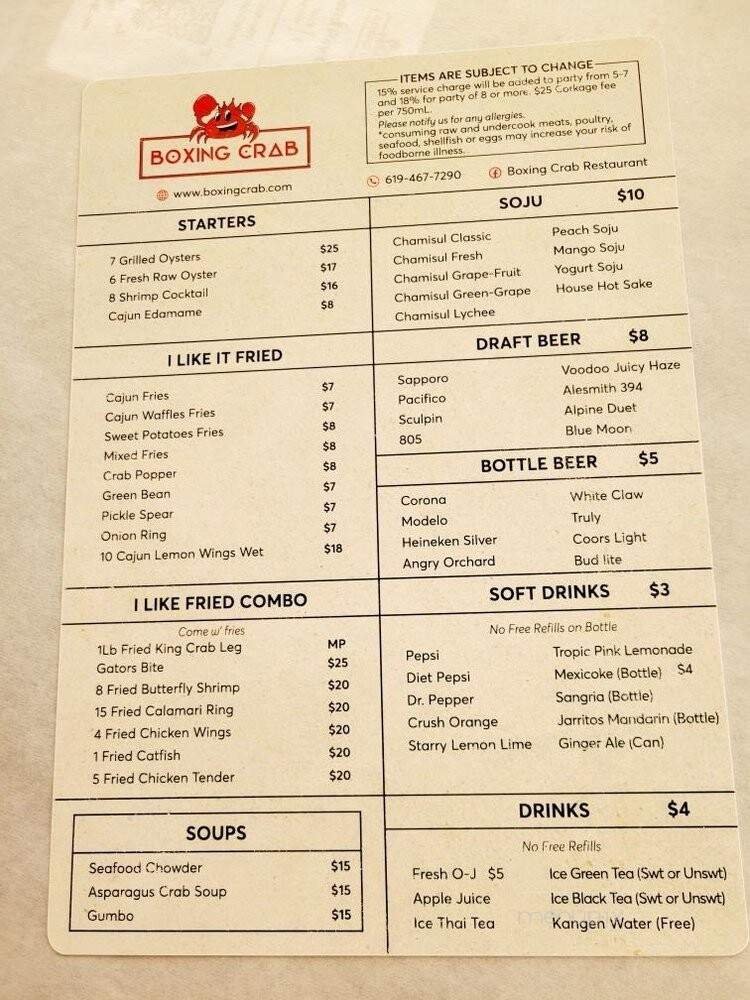 BOXING CRAB
www.boxingcrab.com
ITEMS ARE SUBJECT TO CHANGE
15% service charge will be added to party from 5-7
and 18% for party of 8 or more. $25 Corkage fee
per 750mL.
Please notify us for any allergies.
*consuming raw and undercook meats, poultry,
seafood, shellfish or eggs may increase your risk of
foodborne illness.
619-467-7290 Boxing Crab Restaurant
STARTERS
7 Grilled Oysters $25
6 Fresh Raw Oyster $17
8 Shrimp Cocktail $16
Cajun Edamame $8
I LIKE IT FRIED
Cajun Fries $7
Cajun Waffles Fries $7
Sweet Potatoes Fries $8
Mixed Fries $8
Crab Popper $8
Green Bean $7
Pickle Spear $7
Onion Ring $7
10 Cajun Lemon Wings Wet $18
I LIKE FRIED COMBO
Come w/ fries
1Lb Fried King Crab Leg MP
Gators Bite $25
8 Fried Butterfly Shrimp $20
15 Fried Calamari Ring $20
4 Fried Chicken Wings $20
1 Fried Catfish $20
5 Fried Chicken Tender $20
SOUPS
Seafood Chowder $15
Asparagus Crab Soup $15
Gumbo $15
SOJU $10
Chamisul Classic Peach Soju
Chamisul Fresh Mango Soju
Chamisul Grape-Fruit Yogurt Soju
Chamisul Green-Grape House Hot Sake
Chamisul Lychee
DRAFT BEER $8
Sapporo Voodoo Juicy Haze
Pacifico Alesmith 394
Sculpin Alpine Duet
805 Blue Moon
BOTTLE BEER $5
Corona White Claw
Modelo Truly
Heineken Silver Coors Light
Angry Orchard Bud lite
SOFT DRINKS $3
No Free Refills on Bottle
Pepsi Tropic Pink Lemonade
Diet Pepsi Mexicoke (Bottle) $4
Dr. Pepper Sangria (Bottle)
Crush Orange Jarritos Mandarin (Bottle)
Starry Lemon Lime Ginger Ale (Can)
DRINKS $4
No Free Refills
Fresh O-J $5 Ice Green Tea (Swt or Unswt)
Apple Juice Ice Black Tea (Swt or Unswt)
Ice Thai Tea Kangen Water (Free)